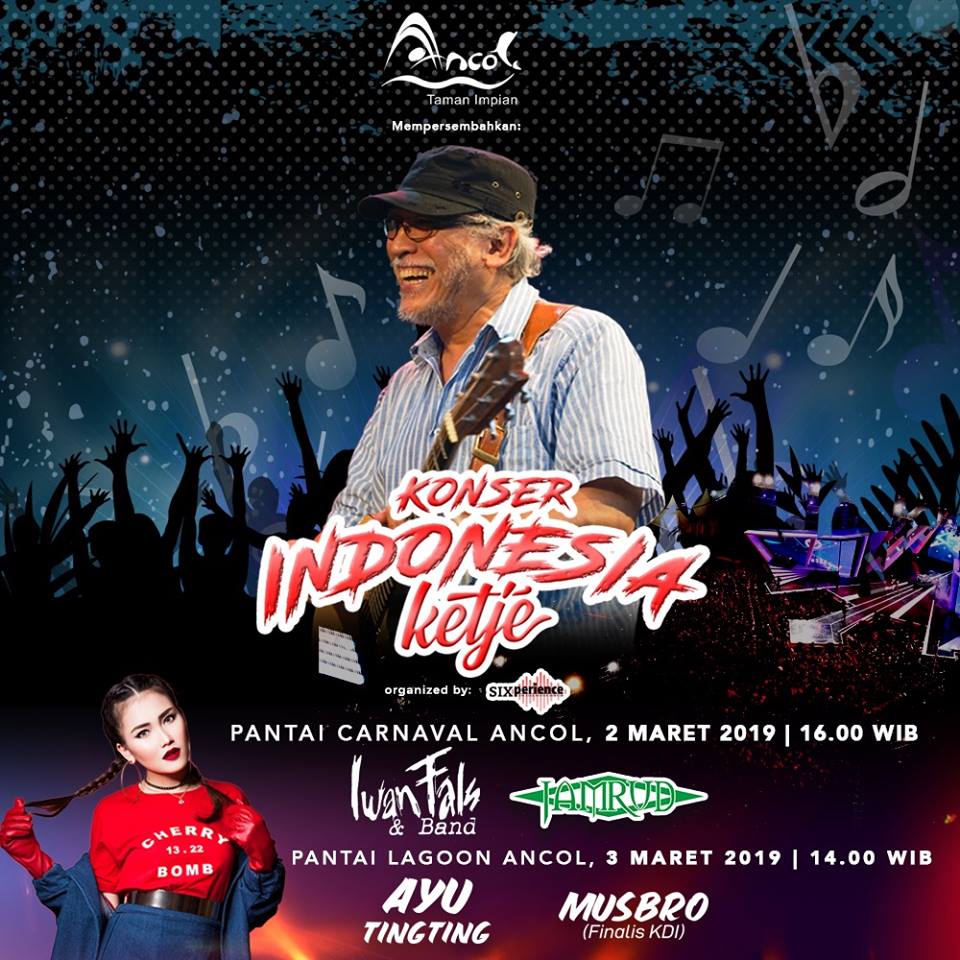 Ancol
Taman Impian
Mempersembahkan:
KONSER
INDONESIA
ketjé
organized by: SIXperience
PANTAI CARNAVAL ANCOL, 2 MARET 2019 | 16.00 WIB
Iwan Fals
& Band
JAMRUD
CHERRY
13.22
BOMB
PANTAI LAGOON ANCOL, 3 MARET 2019 | 14.00 WIB
AYU
TINGTING
MUSBRO
(Finalis KDI)